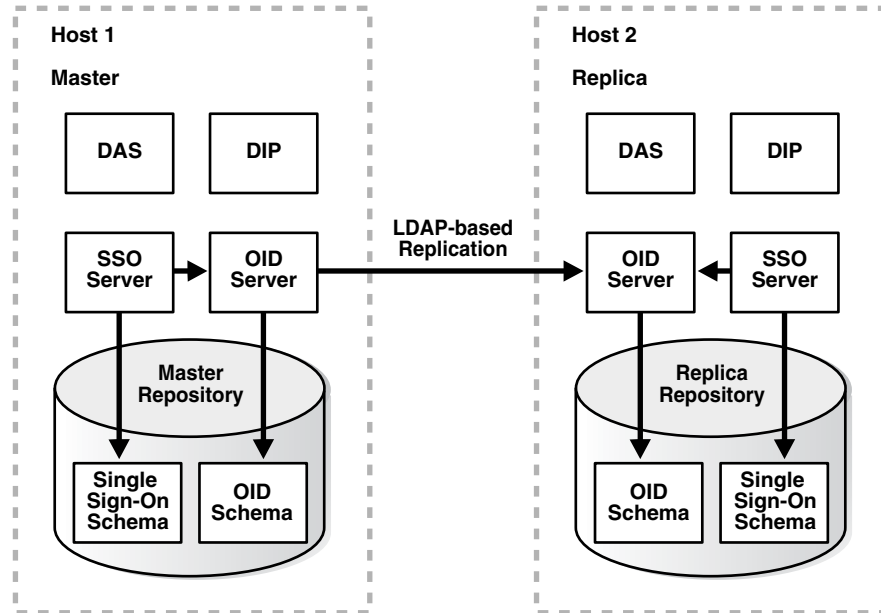 Host 1
Master
DAS
DIP
SSO
Server
OID
Server
Master
Repository
Single
Sign-On
Schema
OID
Schema
LDAP-based
Replication
Host 2
Replica
DAS
DIP
OID
Server
SSO
Server
Replica
Repository
OID
Schema
Single
Sign-On
Schema